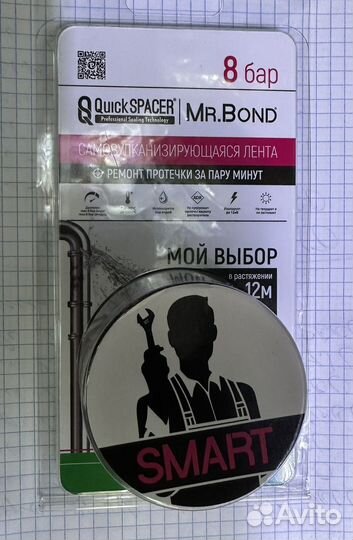 8 бар
QuickSPACER®
Professional Sealing Technology
MR.BOND®
САМОВУЛКАНИЗИРУЮЩАЯСЯ ЛЕНТА
РЕМОНТ ПРОТЕЧКИ ЗА ПАРУ МИНУТ
МОЙ ВЫБОР
в растяжении
12м
SMART
Avito